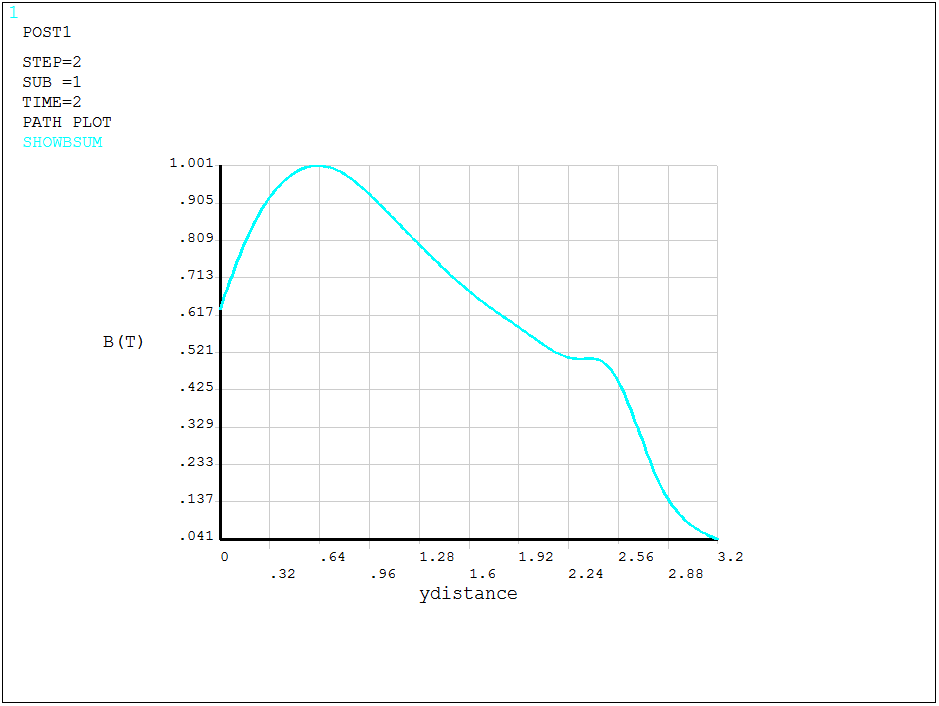 1
POST1
STEP=2
SUB =1
TIME=2
PATH PLOT
SHOWBSUM
1.001
.905
.809
.713
.617
B(T)
.521
.425
.329
.233
.137
.041
0 .64 1.28 1.92 2.56 3.2
.32 .96 1.6 2.24 2.88
ydistance